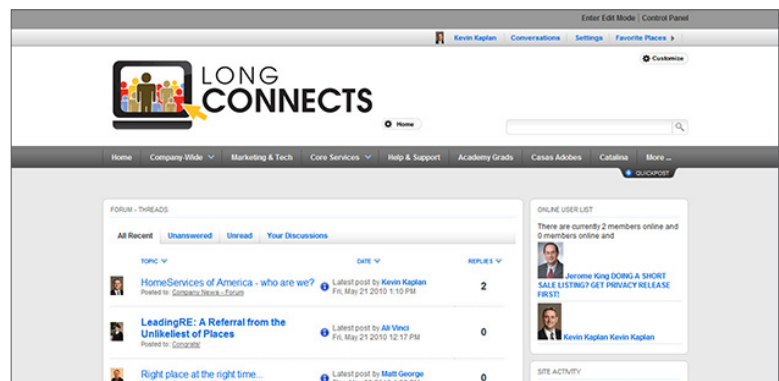 Enter Edit Mode | Control Panel
Kevin Kaplan Conversations Settings Favorite Places
Customize
LONG
CONNECTS
Home
Home Company-Wide Marketing & Tech Core Services Help & Support Academy Grads Casas Adobes Catalina More ...
QUICKPOST
FORUM - THREADS
All Recent Unanswered Unread Your Discussions
TOPIC DATE REPLIES
HomeServices of America - who are we?
Posted to: Company News - Forum
Latest post by Kevin Kaplan
Fri, May 21 2010 1:10 PM
2
LeadingRE: A Referral from the
Unlikeliest of Places
Posted to: Congrats!
Latest post by Ali Vinci
Fri, May 21 2010 12:17 PM
0
Right place at the right time...
Latest post by Matt George
0
ONLINE USER LIST
There are currently 2 members online and
0 members online and
Jerome King DOING A SHORT
SALE LISTING? GET PRIVACY RELEASE
FIRST!
Kevin Kaplan Kevin Kaplan
SITE ACTIVITY